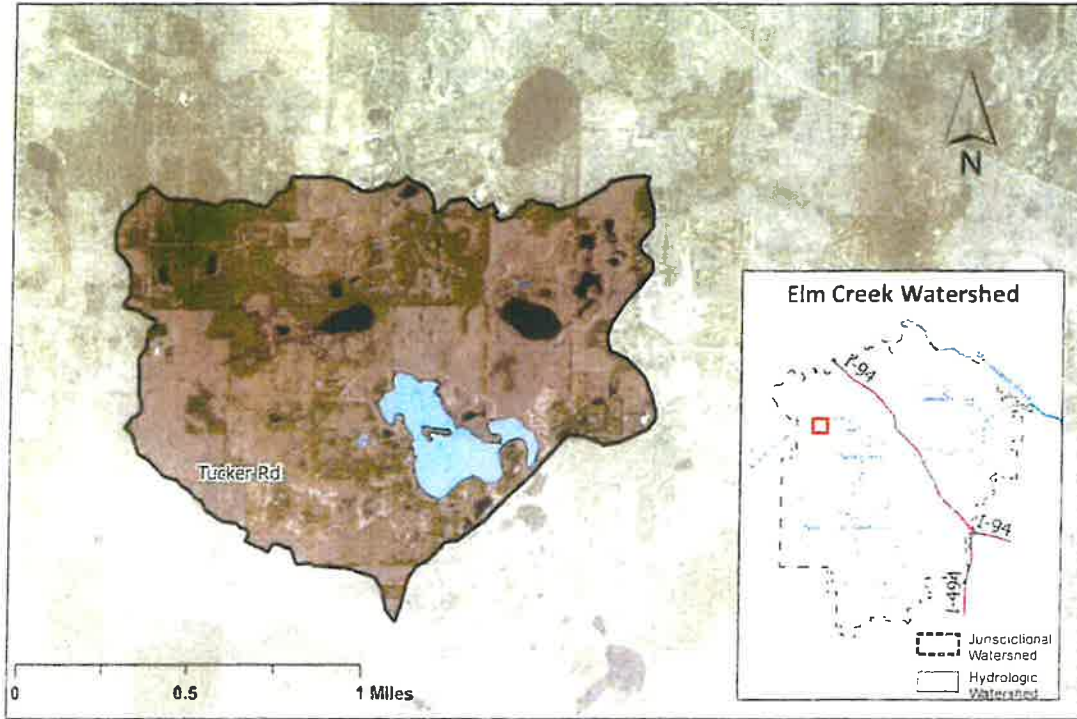 N
Elm Creek Watershed
I-94
I-94
I-494
Jurisdictional
Watershed
Hydrologic
Watershed
Tucker Rd
0 0.5 1 Miles